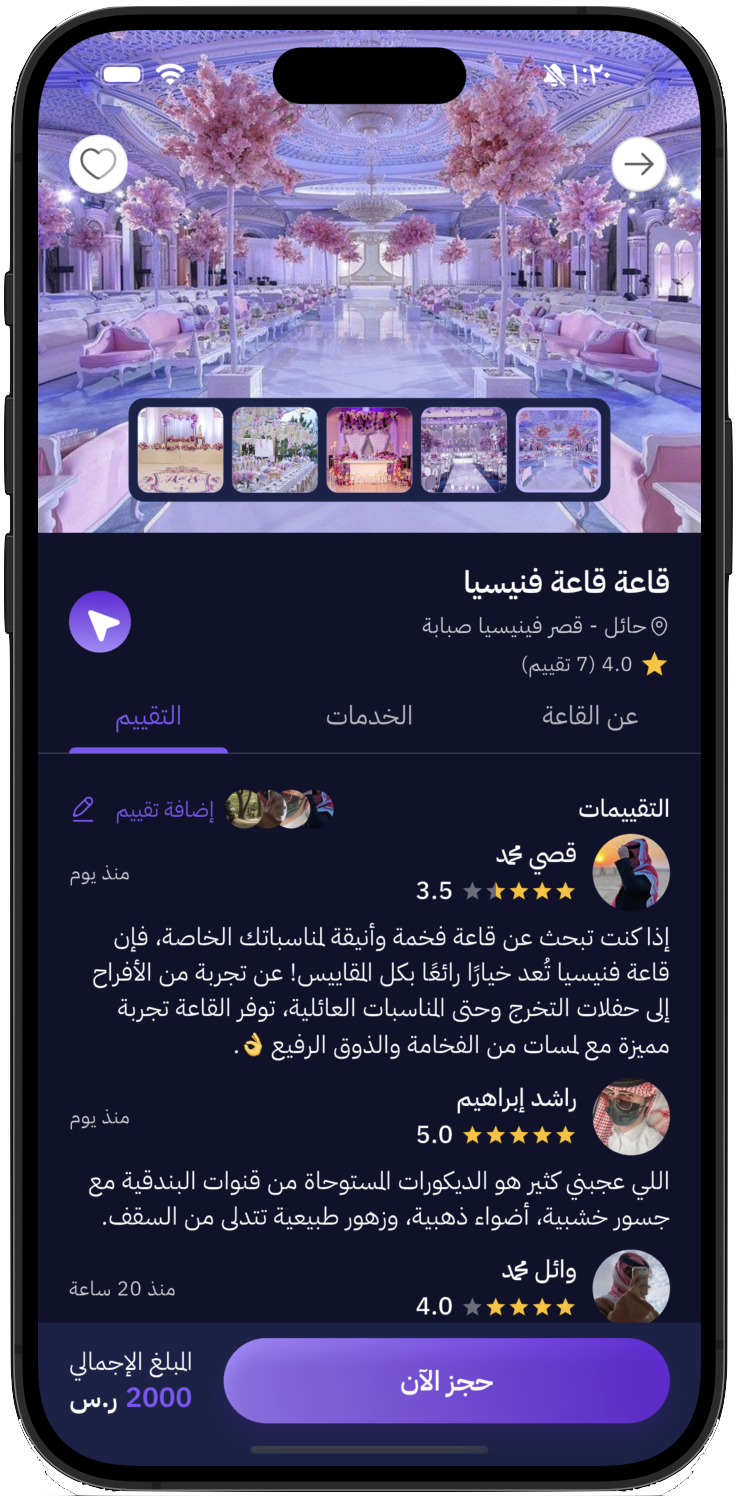 ١:٢٠
قاعة قاعة فنيسيا
حائل - قصر فينيسيا صبابة
4.0 (7 تقييم)
عن القاعة
الخدمات
التقييم
التقييمات
إضافة تقييم
قصي محمد
منذ يوم
3.5
إذا كنت تبحث عن قاعة فخمة وأنيقة لمناسباتك الخاصة، فإن
قاعة فنيسيا تُعد خيارًا رائعًا بكل المقاييس! عن تجربة من الأفراح
إلى حفلات التخرج وحتى المناسبات العائلية، توفر القاعة تجربة
مميزة مع لمسات من الفخامة والذوق الرفيع 👌.
راشد إبراهيم
منذ يوم
5.0
اللي عجبني كثير هو الديكورات المستوحاة من قنوات البندقية مع
جسور خشبية، أضواء ذهبية، وزهور طبيعية تتدلى من السقف.
وائل محمد
منذ 20 ساعة
4.0
حجز الآن
المبلغ الإجمالي
2000 ر.س